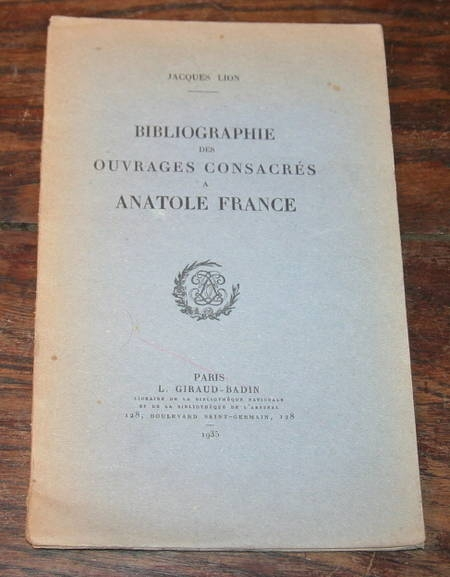 JACQUES LION
BIBLIOGRAPHIE
DES
OUVRAGES CONSACRÉS
A
ANATOLE FRANCE
PARIS
L. GIRAUD-BADIN
LIBRAIRE DE LA BIBLIOTHÈQUE NATIONALE
ET DE LA BIBLIOTHÈQUE DE L'ARSENAL
128, BOULEVARD SAINT-GERMAIN, 128
1935